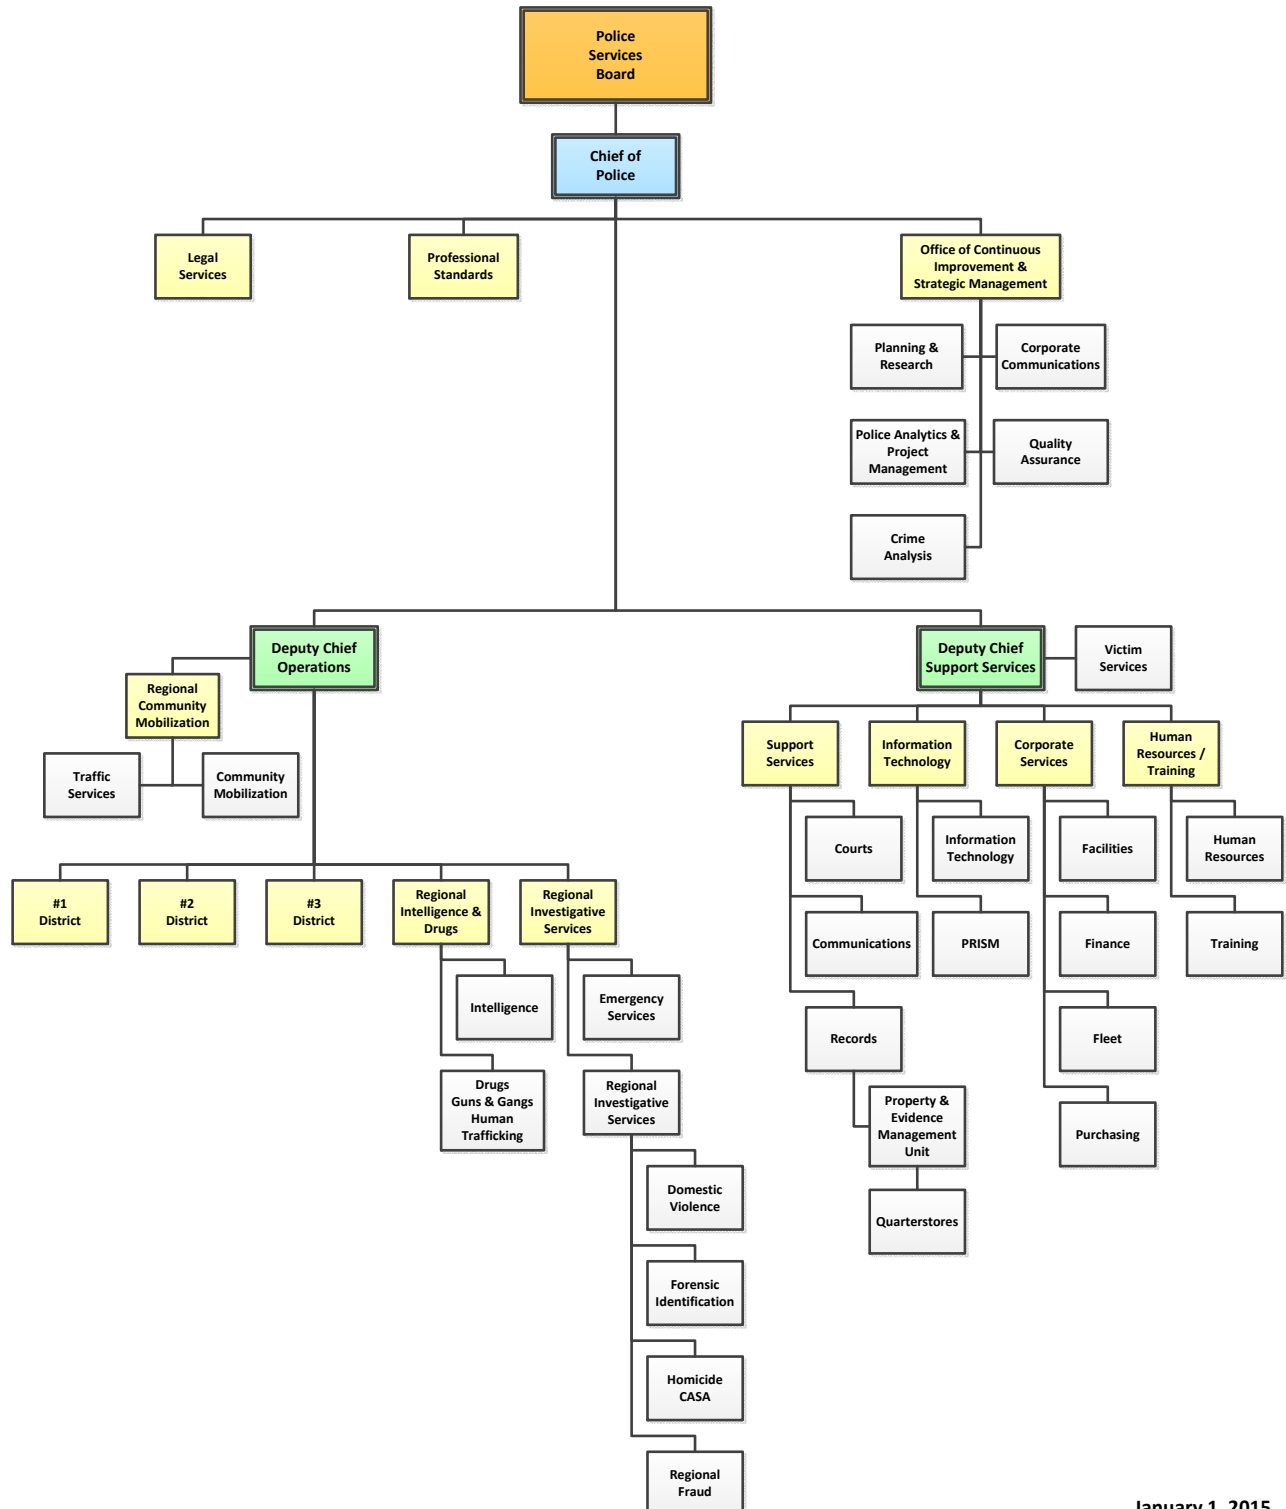 Police
Services
Board
Chief of
Police
Legal
Services
Professional
Standards
Office of Continuous
Improvement &
Strategic Management
Planning &
Research
Corporate
Communications
Police Analytics &
Project
Management
Quality
Assurance
Crime
Analysis
Deputy Chief
Operations
Deputy Chief
Support Services
Victim
Services
Regional
Community
Mobilization
Traffic
Services
Community
Mobilization
Support
Services
Information
Technology
Corporate
Services
Human
Resources /
Training
Courts
Information
Technology
Facilities
Human
Resources
#1
District
#2
District
#3
District
Regional
Intelligence &
Drugs
Regional
Investigative
Services
Communications
PRISM
Finance
Training
Intelligence
Emergency
Services
Records
Fleet
Drugs
Guns & Gangs
Human
Trafficking
Regional
Investigative
Services
Property &
Evidence
Management
Unit
Purchasing
Domestic
Violence
Quarterstores
Forensic
Identification
Homicide
CASA
Regional
Fraud
January 1, 2015